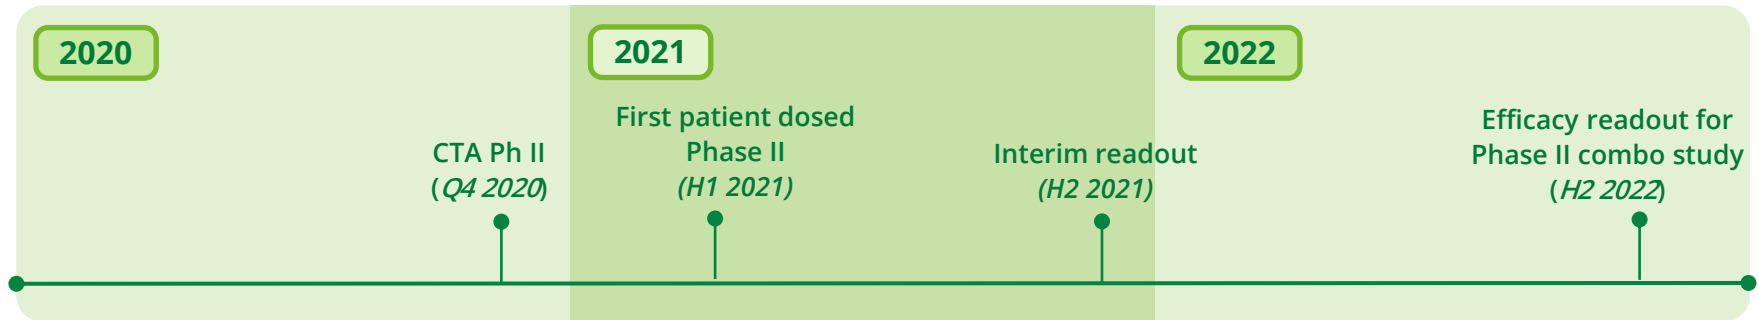 2020
CTA Ph II
(Q4 2020)
2021
First patient dosed
Phase II
(H1 2021)
Interim readout
(H2 2021)
2022
Efficacy readout for
Phase II combo study
(H2 2022)